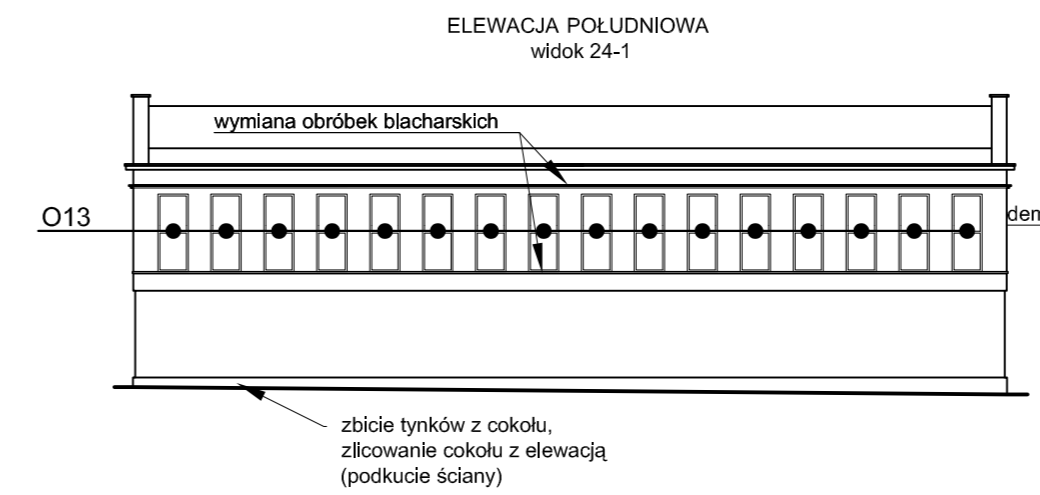 ELEWACJA POŁUDNIOWA
widok 24-1
wymiana obróbek blacharskich
O13
zbicie tynków z cokołu,
zlicowanie cokołu z elewacją
(podkucie ściany)